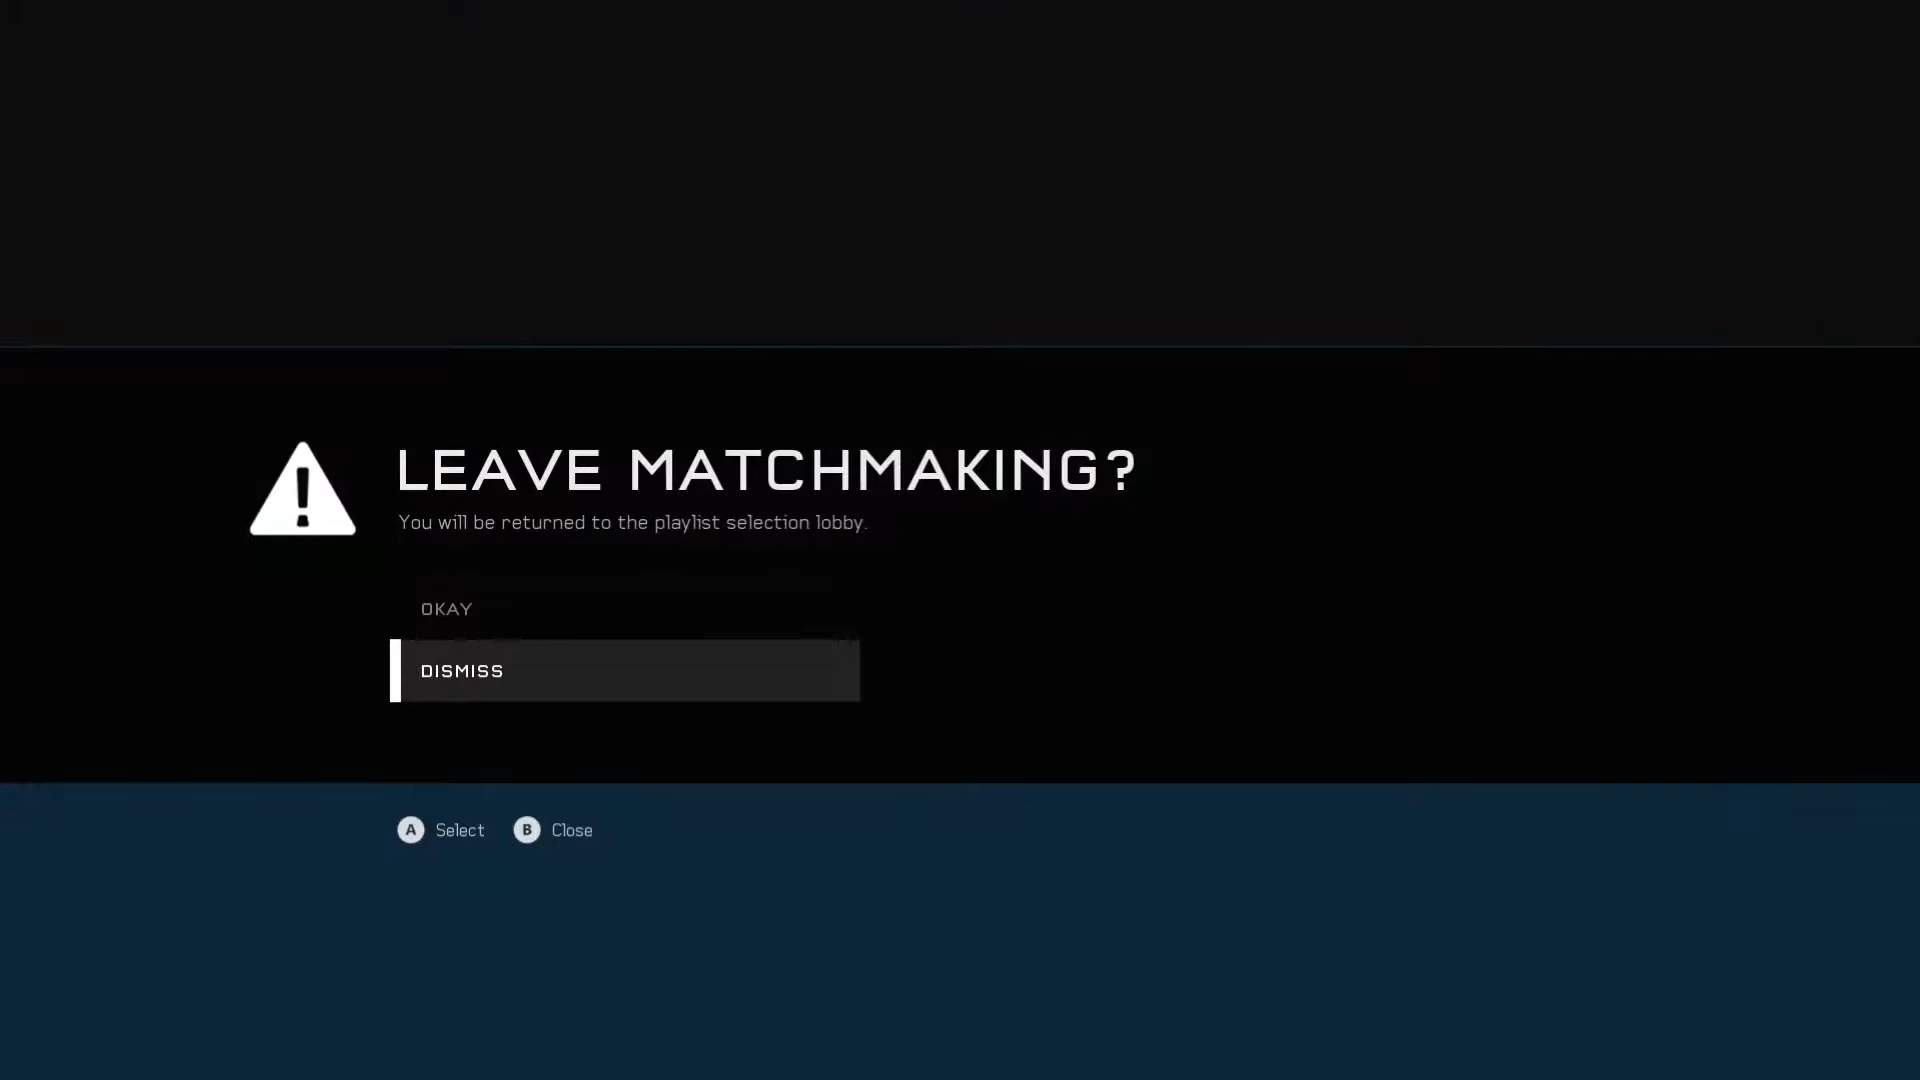 LEAVE MATCHMAKING?
You will be returned to the playlist selection lobby.
OKAY
DISMISS
A Select B Close